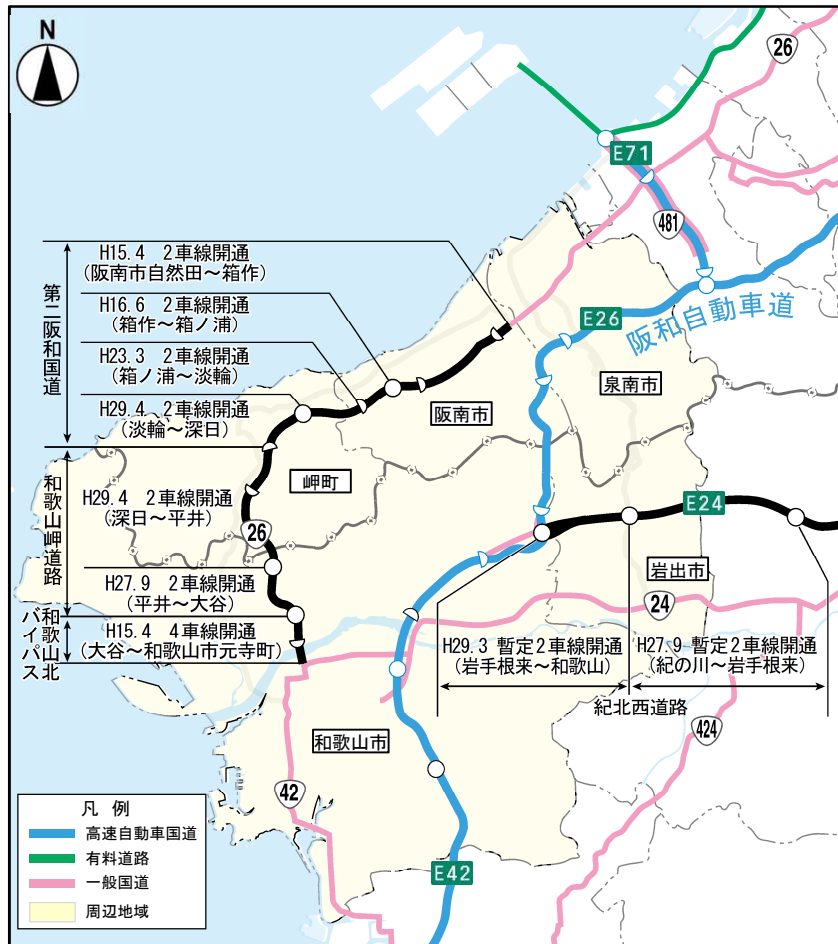 N
26
E71
481
H15.4 2車線開通
(阪南市自然田～箱作)
H16.6 2車線開通
(箱作～箱ノ浦)
H23.3 2車線開通
(箱ノ浦～淡輪)
H29.4 2車線開通
(淡輪～深日)
第二阪和国道
E26
阪和自動車道
泉南市
阪南市
岬町
H29.4 2車線開通
(深日～平井)
和歌山岬道路
26
E24
H27.9 2車線開通
(平井～大谷)
岩出市
24
H15.4 4車線開通
(大谷～和歌山市元寺町)
和歌山北
バイパス
H29.3 暫定2車線開通
(岩手根来～和歌山)
H27.9 暫定2車線開通
(紀の川～岩手根来)
紀北西道路
424
和歌山市
42
E42
凡例
高速自動車国道
有料道路
一般国道
周辺地域